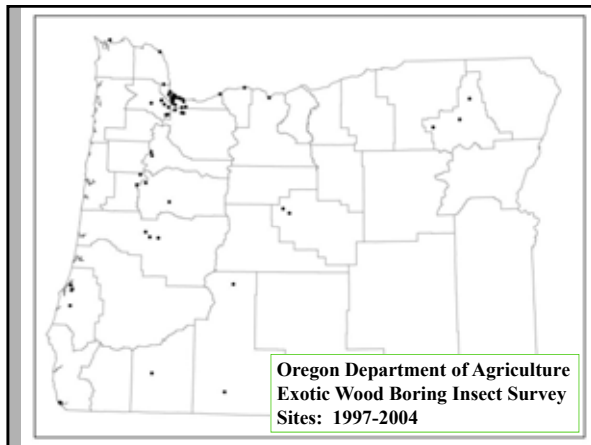 Oregon Department of Agriculture
Exotic Wood Boring Insect Survey
Sites: 1997-2004